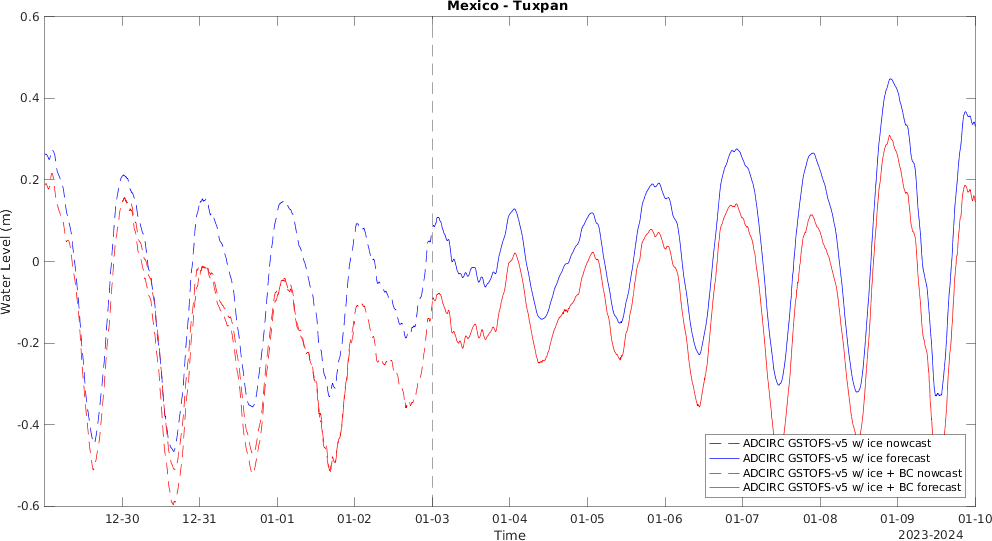 Mexico - Tuxpan
Water Level (m)
0.6
0.4
0.2
0
-0.2
-0.4
-0.6
12-30
12-31
01-01
01-02
01-03
01-04
01-05
01-06
01-07
01-08
01-09
01-10
Time
2023-2024
ADCIRC GSTOFS-v5 w/ ice nowcast
ADCIRC GSTOFS-v5 w/ ice forecast
ADCIRC GSTOFS-v5 w/ ice + BC nowcast
ADCIRC GSTOFS-v5 w/ ice + BC forecast